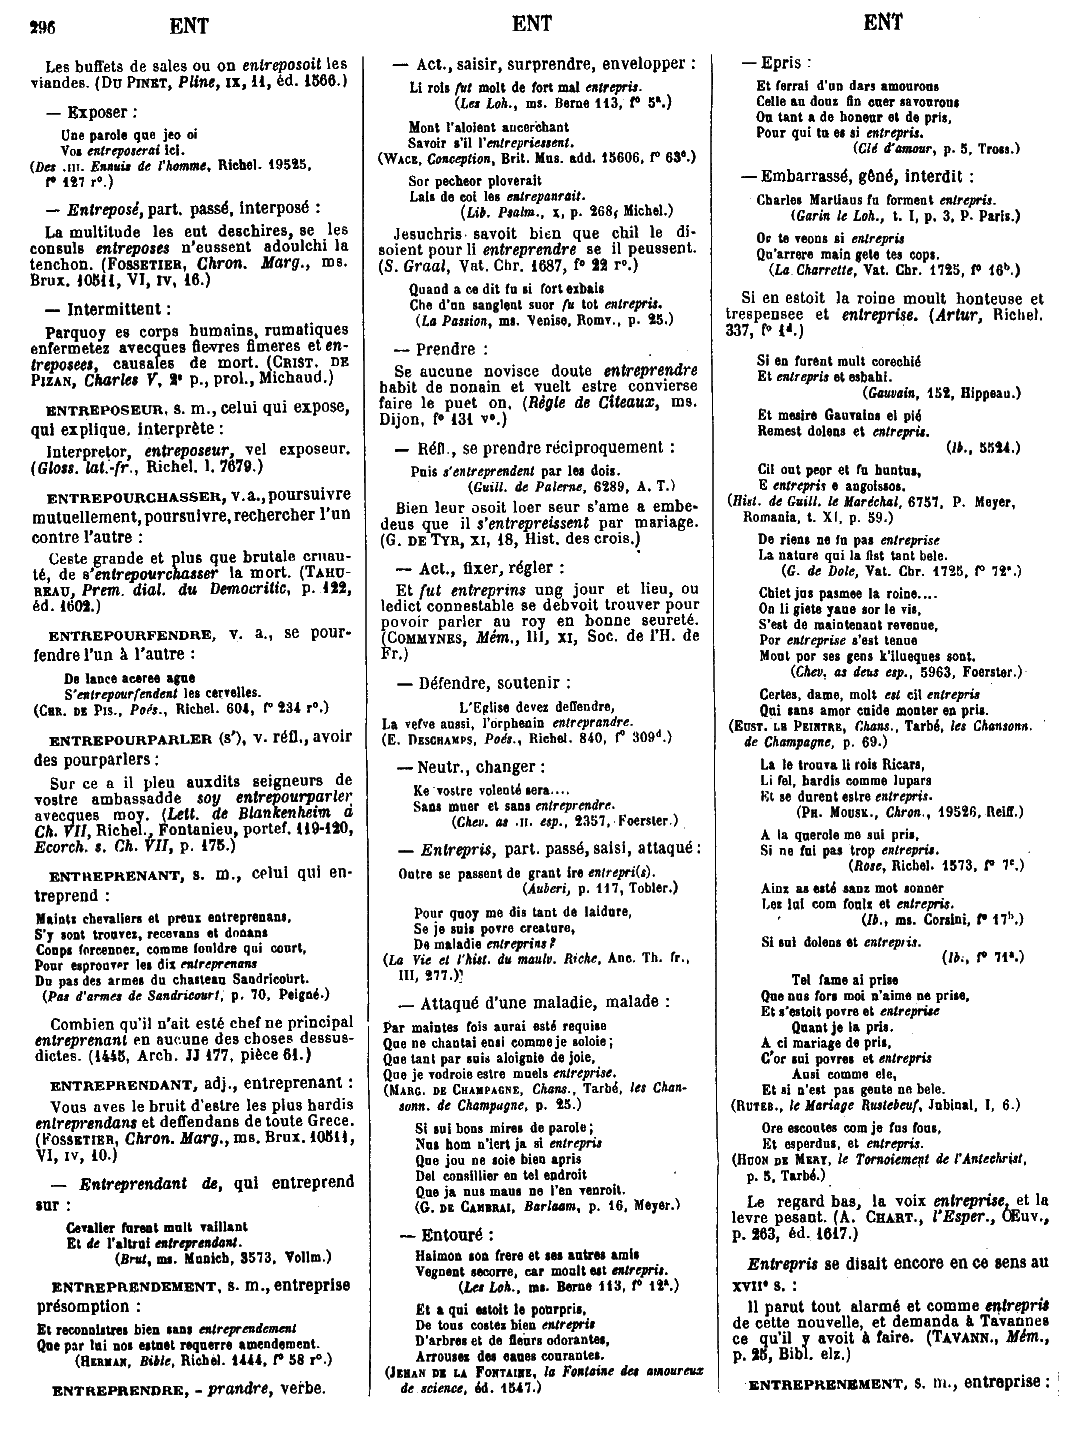 296 ENT ENT ENT
Les buffets de sales ou on entreposoit les
viandes. (DU PINET, Pline, IX, 11, éd. 1566.)
— Exposer :
Une parole que jeo oi
Vos entreposerai ici.
(Des .III. Ennuis de l'homme, Richel. 19525,
f° 127 r°.)
— Entreposé, part. passé, interposé :
La multitude les eut deschires, se les
consuls entreposes n'eussent adoulchi la
tenchon. (FOSSETIER, Chron. Marg., ms.
Brux. 10511, VI, IV, 16.)
— Intermittent :
Parquoy es corps humains, rumatiques
enfermetez avecques fievres fimeres et en-
treposees, causales de mort. (CRIST. DE
PIZAN, Charles V, 2e p., prol., Michaud.)
ENTREPOSEUR, s. m., celui qui expose,
qui explique, interprète :
Interpretor, entreposeur, vel exposeur.
(Gloss. lat.-fr., Richel. l. 7679.)
ENTREPOURCHASSER, v. a., poursuivre
mutuellement, poursuivre, rechercher l'un
contre l'autre :
Ceste grande et plus que brutale cruau-
té, de s'entrepourchasser la mort. (TAHU-
REAU, Prem. dial. du Democritic, p. 122,
éd. 1602.)
ENTREPOURFENDRE, v. a., se pour-
fendre l'un à l'autre :
De lance aceree ague
S'entrepourfendent les cervelles.
(CHR. DE PIS., Poés., Richel. 604, f° 234 r°.)
ENTREPOURPARLER (s'), v. réfl., avoir
des pourparlers :
Sur ce a il pleu auxdits seigneurs de
vostre ambassadde soy entrepourparler
avecques moy. (Lett. de Blankenheim à
Ch. VII, Richel., Fontanieu, portef. 119-120,
Ecorch. s. Ch. VII, p. 175.)
ENTREPRENANT, s. m., celui qui en-
treprend :
Maints chevaliers et preux entreprenans,
S'y sont trouvez, recevans et donans
Coups forcennez, comme fouldre qui court,
Pour esprouver les dix entreprenans
Du pas des armes du chasteau Sandricourt.
(Pas d'armes de Sandricourt, p. 70, Peigné.)
Combien qu'il n'ait esté chef ne principal
entreprenant en aucune des choses dessus-
dictes. (1445, Arch. JJ 177, pièce 61.)
ENTREPRENDANT, adj., entreprenant :
Vous aves le bruit d'estre les plus hardis
entreprendans et deffendans de toute Grece.
(FOSSETIER, Chron. Marg., ms. Brux. 10511,
VI, IV, 10.)
— Entreprendant de, qui entreprend
sur :
Cevalier furent mult vaillant
Et de l'altrui entreprendant.
(Brut, ms. Munich, 3573, Vollm.)
ENTREPRENDEMENT, s. m., entreprise
présomption :
Et reconoistres bien sans entreprendement
Que par lui nos estuet requerre amendement.
(HERMAN, Bible, Richel. 1444, f° 58 r°.)
ENTREPRENDRE, - prandre, verbe.
— Act., saisir, surprendre, envelopper :
Li rois fut molt de fort mal entrepris.
(Les Loh., ms. Berne 113, f° 5a.)
Mont l'aloient aucerchant
Savoir s'il l'entrepriessent.
(WACE, Conception, Brit. Mus. add. 15606, f° 63c.)
Sor pecheor ploverait
Lais de coi les entrepanrait.
(Lib. Psalm., X, p. 268, Michel.)
Jesuchris savoit bien que chil le di-
soient pour li entreprendre se il peussent.
(S. Graal, Vat. Chr. 1687, f° 22 r°.)
Quand a ce dit fu si fort exbais
Che d'un sanglent suor fu tot entrepris.
(La Passion, ms. Venise, Romv., p. 25.)
— Prendre :
Se aucune novisce doute entreprendre
habit de nonain et vuelt estre convierse
faire le puet on. (Règle de Cîteaux, ms.
Dijon, f° 131 v°.)
— Réfl., se prendre réciproquement :
Puis s'entreprendent par les dois.
(Guill. de Palerne, 6289, A. T.)
Bien leur osoit loer seur s'ame a embe-
deus que il s'entrepreissent par mariage.
(G. DE TYR, XI, 18, Hist. des crois.)
— Act., fixer, régler :
Et fut entreprins ung jour et lieu, ou
ledict connestable se debvoit trouver pour
povoir parler au roy en bonne seureté.
(COMMYNES, Mém., III, XI, Soc. de l'H. de
Fr.)
— Défendre, soutenir :
L'Eglise devez deffendre,
La vefve aussi, l'orphenin entreprandre.
(E. DESCHAMPS, Poés., Richel. 840, f° 309d.)
— Neutr., changer :
Ke vostre volenté sera....
Sans muer et sans entreprendre.
(Chev. as .II. esp., 2357, Foerster.)
— Entrepris, part. passé, saisi, attaqué :
Outre se passent de grant ire entrepri(s).
(Auberi, p. 117, Tobler.)
Pour quoy me dis tant de laidure,
Se je suis povre creature,
De maladie entreprins?
(La Vie et l'hist. du maulv. Riche, Anc. Th. fr.,
III, 277.)
— Attaqué d'une maladie, malade :
Par maintes fois aurai esté requise
Que ne chantai ensi comme je soloie ;
Que tant par suis aloignie de joie,
Que je vodroie estre muels entreprise.
(MARG. DE CHAMPAGNE, Chans., Tarbé, les Chan-
sonn. de Champagne, p. 25.)
Si sui bons mires de parole ;
Nus hom n'iert ja si entrepris
Que jou ne soie bien apris
Del consillier en tel endroit
Que ja nus maus ne l'en venroit.
(G. DE CAMBRAI, Barlaam, p. 16, Meyer.)
— Entouré :
Haimon son frere et ses autres amis
Vegnent secorre, car moult est entrepris.
(Les Loh., ms. Berne 113, f° 12a.)
Et a qui estoit le pourpris,
De tous costez bien entrepris
D'arbres et de fleurs odorantes,
Arrousez des eaues courantes.
(JEHAN DE LA FONTAINE, la Fontaine des amoureux
de science, éd. 1547.)
— Epris :
Et ferrai d'un dars amourous
Celle au douz fin cuer savourous
Ou tant a de honeur et de pris,
Pour qui tu es si entrepris.
(Clé d'amour, p. 5, Tross.)
— Embarrassé, gêné, interdit :
Charles Martiaus fu forment entrepris.
(Garin le Loh., t. I, p. 3, P. Paris.)
Or te veons si entrepris
Qu'arrere main gete tes cops.
(La Charrette, Vat. Chr. 1725, f° 16b.)
Si en estoit la roine moult honteuse et
trespensee et entreprise. (Artur, Richel.
337, f° 1d.)
Si en furent mult corechié
Et entrepris et esbahi.
(Gauvain, 152, Hippeau.)
Et mesire Gauvains el pié
Remest dolens et entrepris.
(Ib., 5524.)
Cil out peor et fu huntus,
E entrepris e angoissos.
(Hist. de Guill. le Maréchal, 6757, P. Meyer,
Romania, t. XI, p. 59.)
De riens ne fu pas entreprise
La nature qui la fist tant bele.
(G. de Dole, Vat. Chr. 1725, f° 72c.)
Chiet jus pasmee la roine....
On li giete yaue sor le vis,
S'est de maintenant revenue,
Por entreprise s'est tenue
Mout por ses gens k'ilueques sont.
(Chev. as deus esp., 5963, Foerster.)
Certes, dame, molt est cil entrepris
Qui sans amor cuide monter en pris.
(EUST. LE PEINTRE, Chans., Tarbé, les Chansonn.
de Champagne, p. 69.)
La le trouva li rois Ricars,
Li fel, hardis comme lupars
Et se durent estre entrepris.
(PH. MOUSK., Chron., 19526, Reiff.)
A la querole me sui pris,
Si ne fui pas trop entrepris.
(Rose, Richel. 1573, f° 7c.)
Ainz as esté sanz mot sonner
Lez lui com foulz et entrepris.
(Ib., ms. Corsini, f° 17b.)
Si sui dolens et entrepris.
(Ib., f° 71a.)
Tel fame ai prise
Que nus fors moi n'aime ne prise,
Et s'estoit povre et entreprise
Quant je la pris.
A ci mariage de pris,
C'or sui povres et entrepris
Ausi comme ele,
Et si n'est pas gente ne bele.
(RUTEB., le Mariage Rustebeuf, Jubinal, I, 6.)
Ore escoutes com je fus fous,
Et esperdus, et entrepris.
(HUON DE MERY, le Tornoiement de l'Antechrist,
p. 5, Tarbé.)
Le regard bas, la voix entreprise, et la
levre pesant. (A. CHART., l'Esper., Œuv.,
p. 263, éd. 1617.)
Entrepris se disait encore en ce sens au
XVIIe s. :
Il parut tout alarmé et comme entrepris
de cette nouvelle, et demanda à Tavannes
ce qu'il y avoit à faire. (TAVANN., Mém.,
p. 25, Bibl. elz.)
ENTREPRENEMENT, s. m., entreprise :